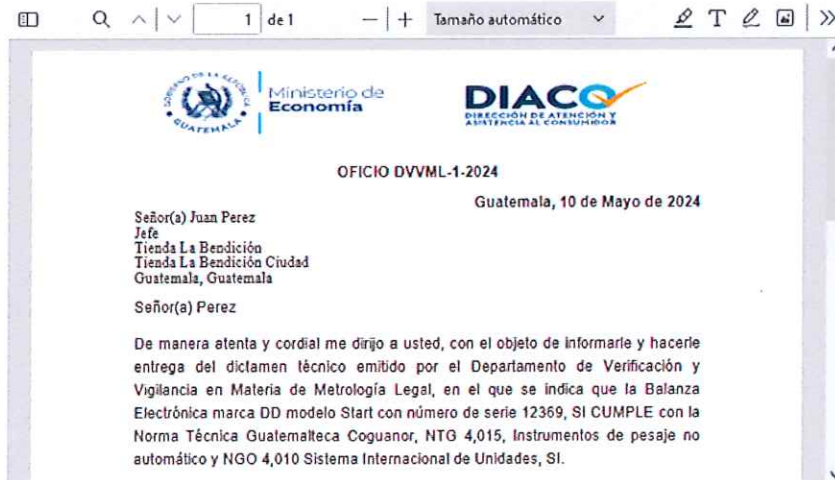 1 de 1 Tamaño automático
GOBIERNO DE LA REPÚBLICA
GUATEMALA
Ministerio de
Economía
DIACO
DIRECCIÓN DE ATENCIÓN Y
ASISTENCIA AL CONSUMIDOR
OFICIO DVVML-1-2024
Guatemala, 10 de Mayo de 2024
Señor(a) Juan Perez
Jefe
Tienda La Bendición
Tienda La Bendición Ciudad
Guatemala, Guatemala
Señor(a) Perez
De manera atenta y cordial me dirijo a usted, con el objeto de informarle y hacerle
entrega del dictamen técnico emitido por el Departamento de Verificación y
Vigilancia en Materia de Metrología Legal, en el que se indica que la Balanza
Electrónica marca DD modelo Start con número de serie 12369, SI CUMPLE con la
Norma Técnica Guatemalteca Coguanor, NTG 4,015, Instrumentos de pesaje no
automático y NGO 4,010 Sistema Internacional de Unidades, SI.